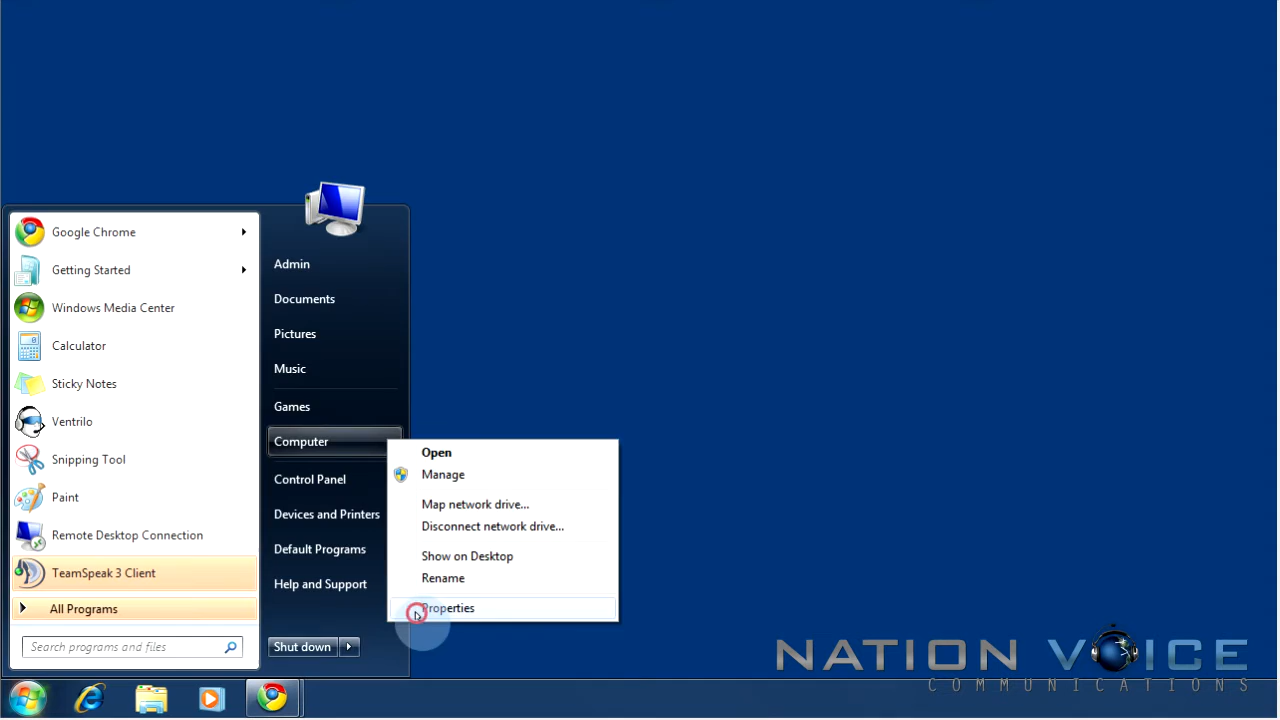 Google Chrome
Getting Started
Windows Media Center
Calculator
Sticky Notes
Ventrilo
Snipping Tool
Paint
Remote Desktop Connection
TeamSpeak 3 Client
All Programs
Search programs and files
Admin
Documents
Pictures
Music
Games
Computer
Control Panel
Devices and Printers
Default Programs
Help and Support
Shut down
Open
Manage
Map network drive...
Disconnect network drive...
Show on Desktop
Rename
Properties
NATION VOICE
COMMUNICATIONS